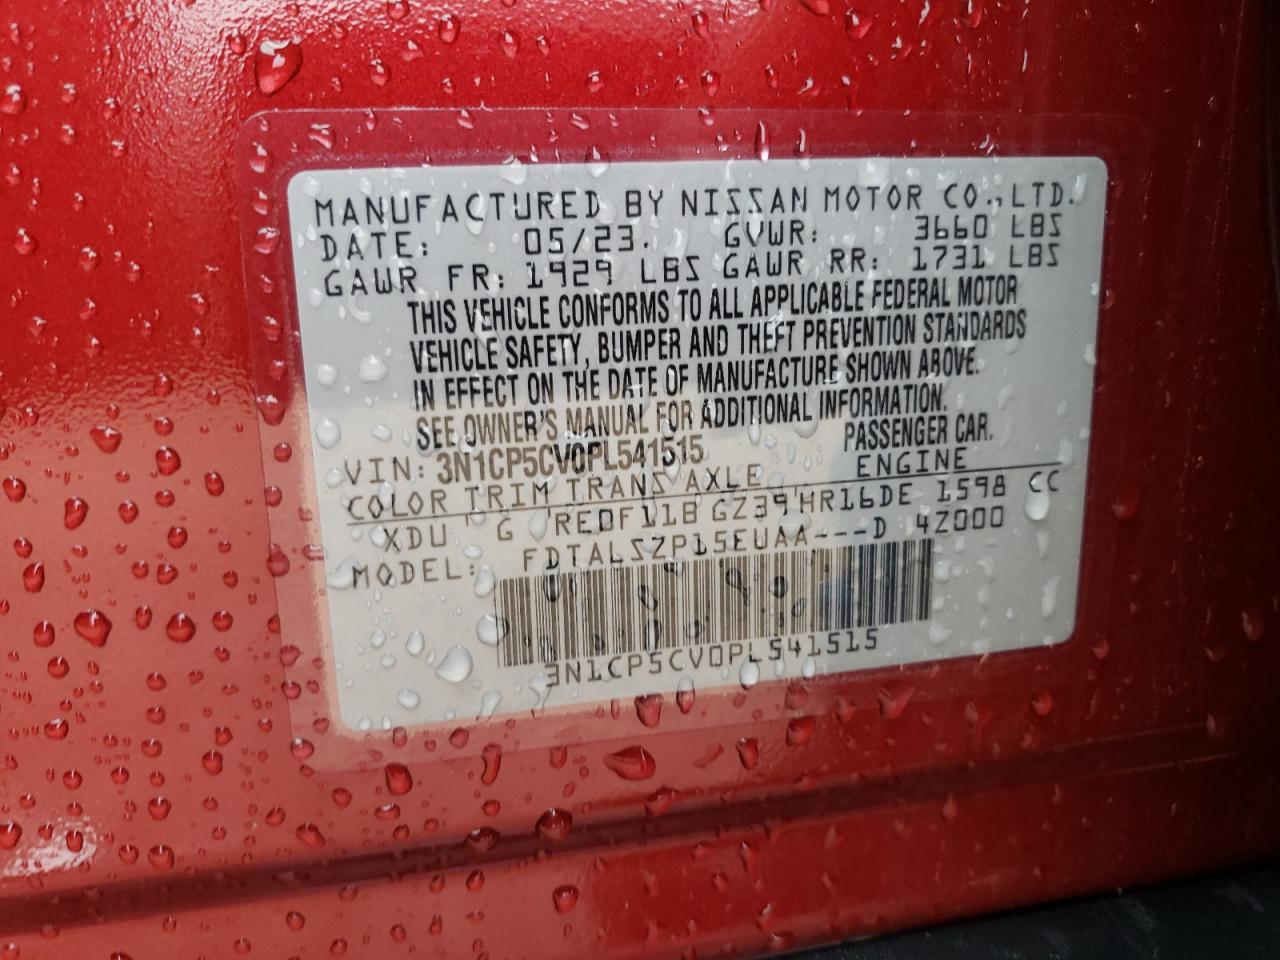 MANUFACTURED BY NISSAN MOTOR CO.,LTD.
DATE: 05/23. GVWR: 3660 LBS
GAWR FR: 1929 LBS GAWR RR: 1731 LBS
THIS VEHICLE CONFORMS TO ALL APPLICABLE FEDERAL MOTOR
VEHICLE SAFETY, BUMPER AND THEFT PREVENTION STANDARDS
IN EFFECT ON THE DATE OF MANUFACTURE SHOWN ABOVE.
SEE OWNER'S MANUAL FOR ADDITIONAL INFORMATION.
VIN: 3N1CP5CV0PL541515 PASSENGER CAR.
COLOR TRIM TRANS AXLE ENGINE
XDU G RE0F11B GZ39 HR16DE 1598 CC
MODEL: FDTALSZP15EUAA---D 4Z000
3N1CP5CV0PL541515